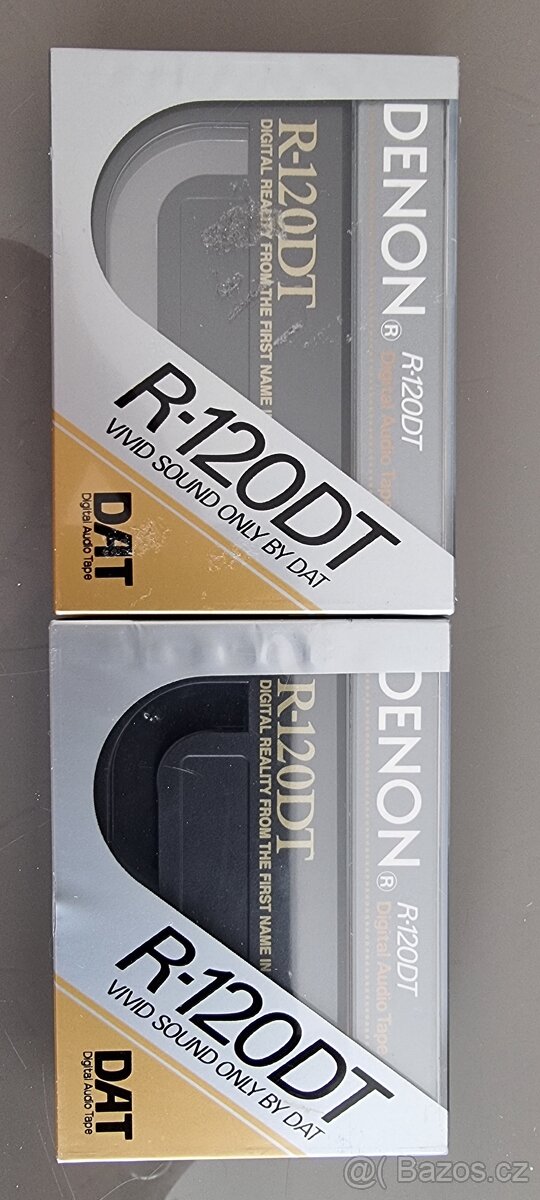 DENON®
R-120DT
Digital Audio Tape
R-120DT
DIGITAL REALITY FROM THE FIRST NAME IN
R-120DT
VIVID SOUND ONLY BY DAT
DAT
Digital Audio Tape
DENON®
R-120DT
Digital Audio Tape
R-120DT
DIGITAL REALITY FROM THE FIRST NAME IN
R-120DT
VIVID SOUND ONLY BY DAT
DAT
Digital Audio Tape
@( Bazoš.cz